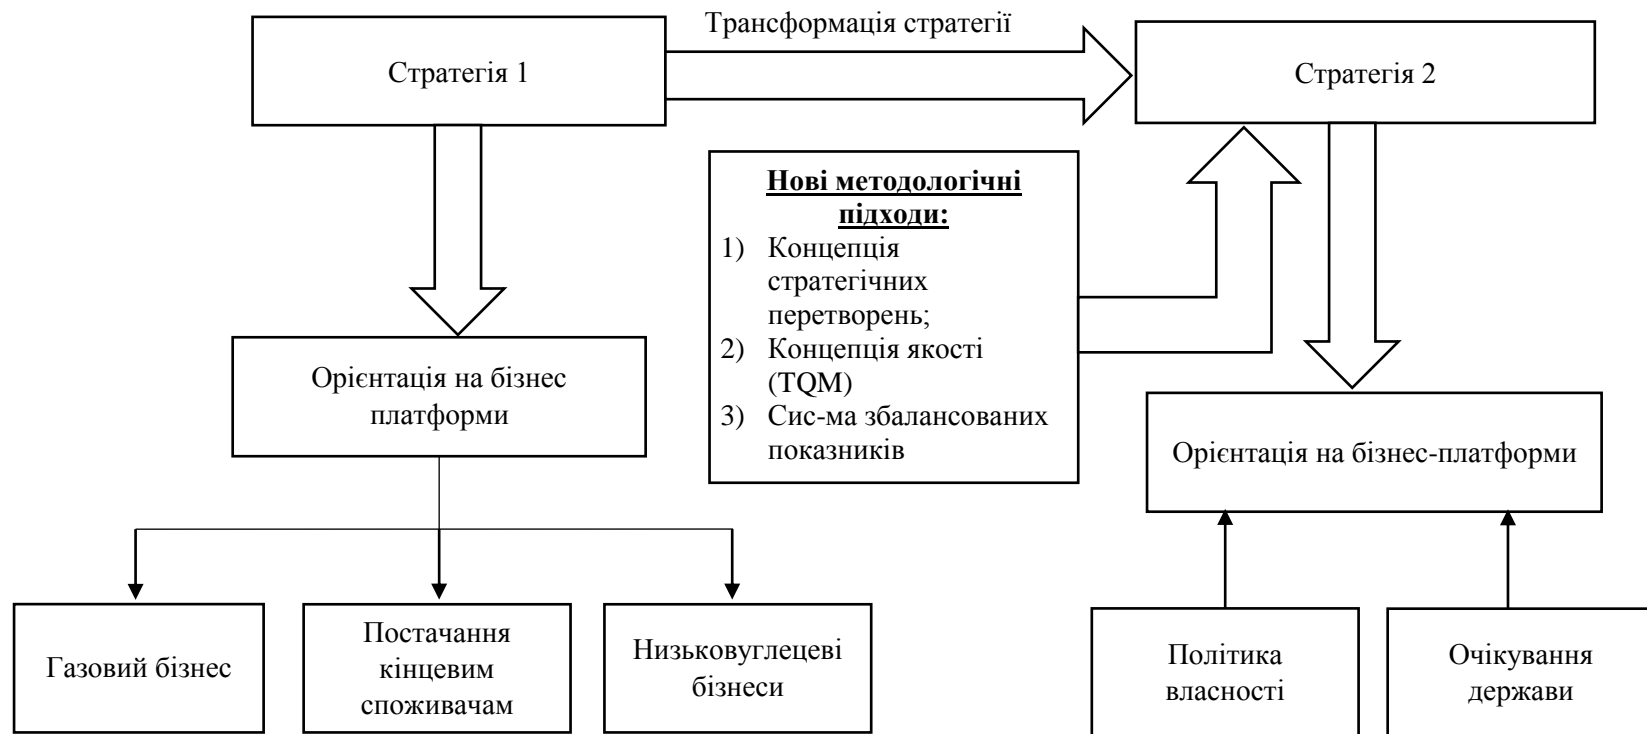 Трансформація стратегії
Стратегія 1
Стратегія 2
Нові методологічні
підходи:
1) Концепція
стратегічних
перетворень;
2) Концепція якості
(TQM)
3) Сис-ма збалансованих
показників
Орієнтація на бізнес
платформи
Орієнтація на бізнес-платформи
Газовий бізнес
Постачання
кінцевим
споживачам
Низьковуглецеві
бізнеси
Політика
власності
Очікування
держави